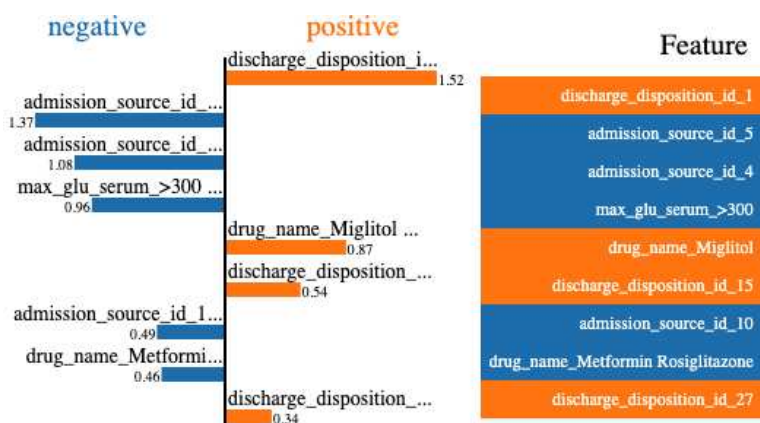 negative
positive
discharge_disposition_i...
1.52
admission_source_id_...
1.37
admission_source_id_...
1.08
max_glu_serum_>300 ...
0.96
drug_name_Miglitol ...
0.87
discharge_disposition_...
0.54
admission_source_id_1...
0.49
drug_name_Metformi...
0.46
discharge_disposition_...
0.34
Feature
discharge_disposition_id_1
admission_source_id_5
admission_source_id_4
max_glu_serum_>300
drug_name_Miglitol
discharge_disposition_id_15
admission_source_id_10
drug_name_Metformin Rosiglitazone
discharge_disposition_id_27